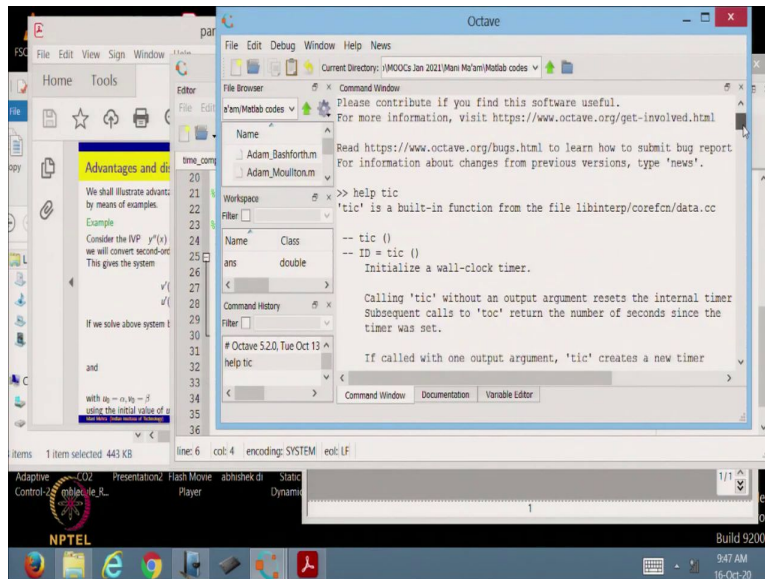 Octave
File Edit Debug Window Help News
Current Directory:
\MOOCs Jan 2021\Mani Ma'am\Matlab codes
File Browser
a'am/Matlab codes
Name
Adam_Bashforth.m
Adam_Moullton.m
Workspace
Filter
Name Class
ans double
Command History
Filter
# Octave 5.2.0, Tue Oct 13
help tic
Command Window
Please contribute if you find this software useful.
For more information, visit https://www.octave.org/get-involved.html
Read https://www.octave.org/bugs.html to learn how to submit bug report
For information about changes from previous versions, type 'news'.
>> help tic
'tic' is a built-in function from the file libinterp/corefcn/data.cc
-- tic ()
-- ID = tic ()
Initialize a wall-clock timer.
Calling 'tic' without an output argument resets the internal timer
Subsequent calls to 'toc' return the number of seconds since the
timer was set.
If called with one output argument, 'tic' creates a new timer
Command Window Documentation Variable Editor
File Edit View Sign Window
Home Tools
Advantages and
We shall illustrate
by means of examples.
Example
Consider the IVP y''(x)
we will convert
This gives the system
If we solve above system
and
with u₀ = α, v₀ = β
using the initial value of
Editor
File
20
21
22
23
24
25
26
27
28
29
30
31
32
33
34
35
36
line: 6 col: 4 encoding: SYSTEM eol: LF
items 1 item selected 443 KB
Adaptive
CO2
Presentation2
Flash Movie
Player
abhishek di
Static
NPTEL
1/1
1
Build 9200
9:47 AM
16-Oct-20